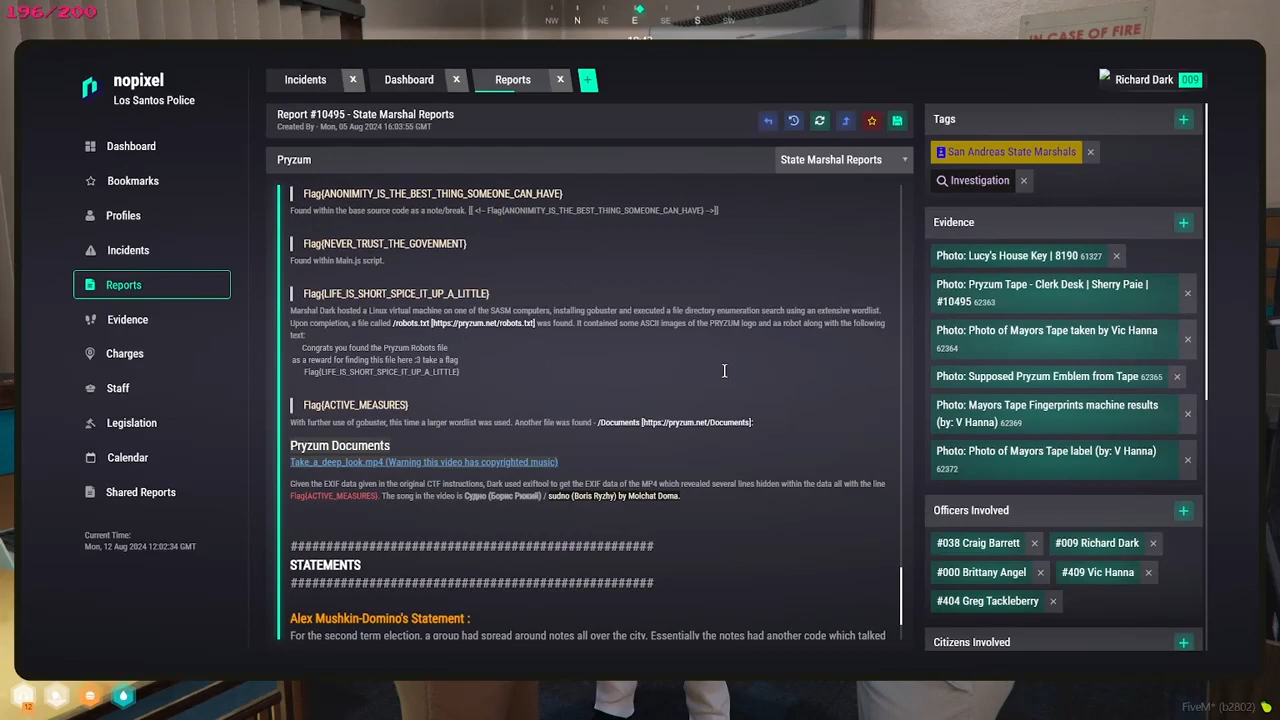 196/200
NW N NE E SE S SW
IN CASE OF FIRE
nopixel
Los Santos Police
Incidents x Dashboard x Reports x +
Richard Dark 009
Dashboard
Bookmarks
Profiles
Incidents
Reports
Evidence
Charges
Staff
Legislation
Calendar
Shared Reports
Current Time:
Mon, 12 Aug 2024 12:02:34 GMT
Report #10495 - State Marshal Reports
Created By - Mon, 05 Aug 2024 16:03:55 GMT
Pryzum
State Marshal Reports
Flag{ANONIMITY_IS_THE_BEST_THING_SOMEONE_CAN_HAVE}
Found within the base source code as a note/break. [[ <!-- Flag{ANONIMITY_IS_THE_BEST_THING_SOMEONE_CAN_HAVE} -->]]
Flag{NEVER_TRUST_THE_GOVENMENT}
Found within Main.js script.
Flag{LIFE_IS_SHORT_SPICE_IT_UP_A_LITTLE}
Marshal Dark hosted a Linux virtual machine on one of the SASM computers, installing gobuster and executed a file directory enumeration search using an extensive wordlist.
Upon completion, a file called /robots.txt [https://pryzum.net/robots.txt] was found. It contained some ASCII images of the PRYZUM logo and aa robot along with the following
text:
Congrats you found the Pryzum Robots file
as a reward for finding this file here :3 take a flag
Flag{LIFE_IS_SHORT_SPICE_IT_UP_A_LITTLE}
Flag{ACTIVE_MEASURES}
With further use of gobuster, this time a larger wordlist was used. Another file was found - /Documents [https://pryzum.net/Documents]:
Pryzum Documents
Take_a_deep_look.mp4 (Warning this video has copyrighted music)
Given the EXIF data given in the original CTF instructions, Dark used exiftool to get the EXIF data of the MP4 which revealed several lines hidden within the data all with the line
Flag{ACTIVE_MEASURES}. The song in the video is Судно (Борис Рижий) / sudno (Boris Ryzhy) by Molchat Doma.
##################################################
STATEMENTS
##################################################
Alex Mushkin-Domino's Statement :
For the second term election, a group had spread around notes all over the city. Essentially the notes had another code which talked
Tags +
San Andreas State Marshals x
Investigation x
Evidence +
Photo: Lucy's House Key | 8190 61327 x
Photo: Pryzum Tape - Clerk Desk | Sherry Paie | x
#10495 62363
Photo: Photo of Mayors Tape taken by Vic Hanna x
62364
Photo: Supposed Pryzum Emblem from Tape 62365 x
Photo: Mayors Tape Fingerprints machine results x
(by: V Hanna) 62369
Photo: Photo of Mayors Tape label (by: V Hanna) x
62372
Officers Involved +
#038 Craig Barrett x #009 Richard Dark x
#000 Brittany Angel x #409 Vic Hanna x
#404 Greg Tackleberry x
Citizens Involved +
12
FiveM* (b2802)